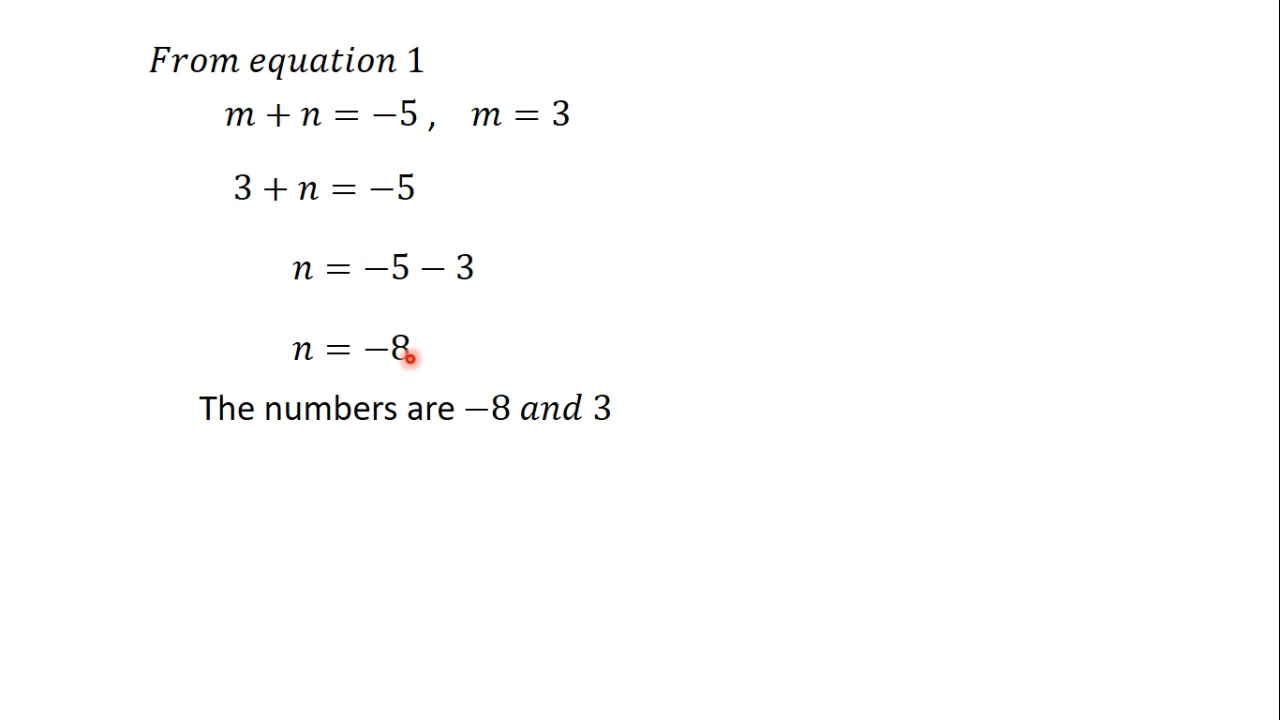 From equation 1
m + n = −5 , m = 3
3 + n = −5
n = −5 − 3
n = −8
The numbers are −8 and 3